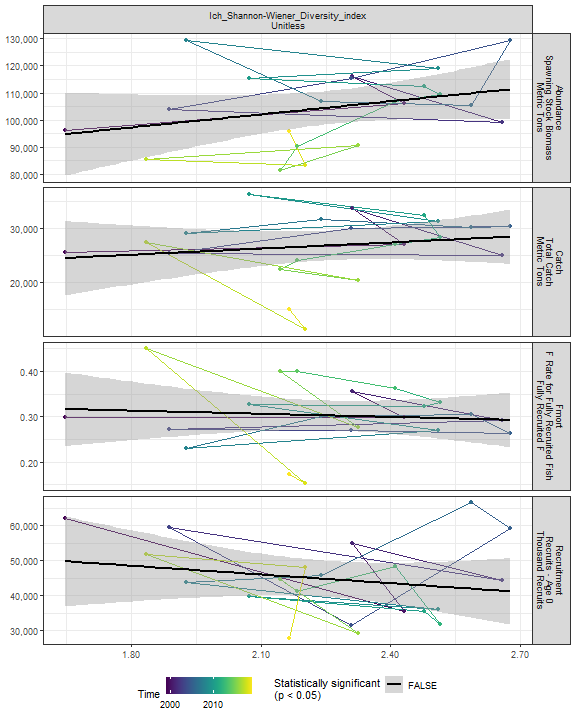 Ich_Shannon-Wiener_Diversity_index
Unitless
130,000
120,000
110,000
100,000
90,000
80,000
Abundance
Spawning Stock Biomass
Metric Tons
30,000
20,000
Catch
Total Catch
Metric Tons
0.40
0.30
0.20
Fmort
F Rate for Fully Recruited Fish
Fully Recruited F
60,000
50,000
40,000
30,000
Recruitment
Recruits - Age 0
Thousand Recruits
1.80
2.10
2.40
2.70
Time
2000
2010
Statistically significant
(p < 0.05)
FALSE